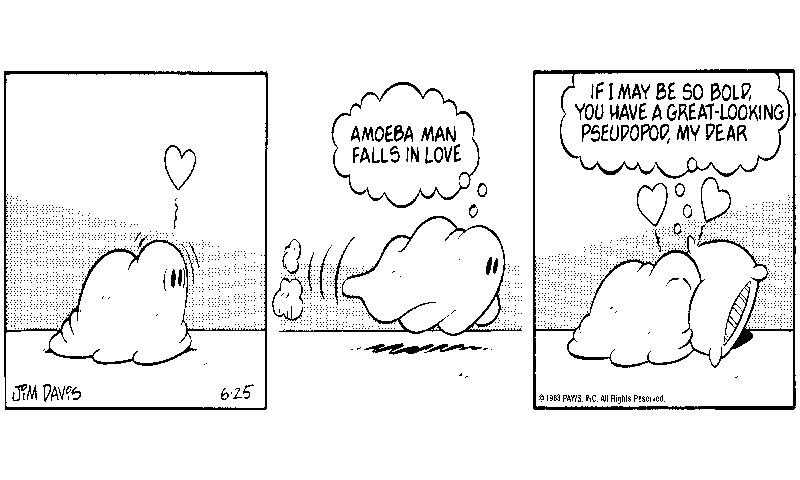 JIM DAVIS
6-25
AMOEBA MAN
FALLS IN LOVE
IF I MAY BE SO BOLD,
YOU HAVE A GREAT-LOOKING
PSEUDOPOD, MY DEAR
© 1983 PAWS, INC. All Rights Reserved.